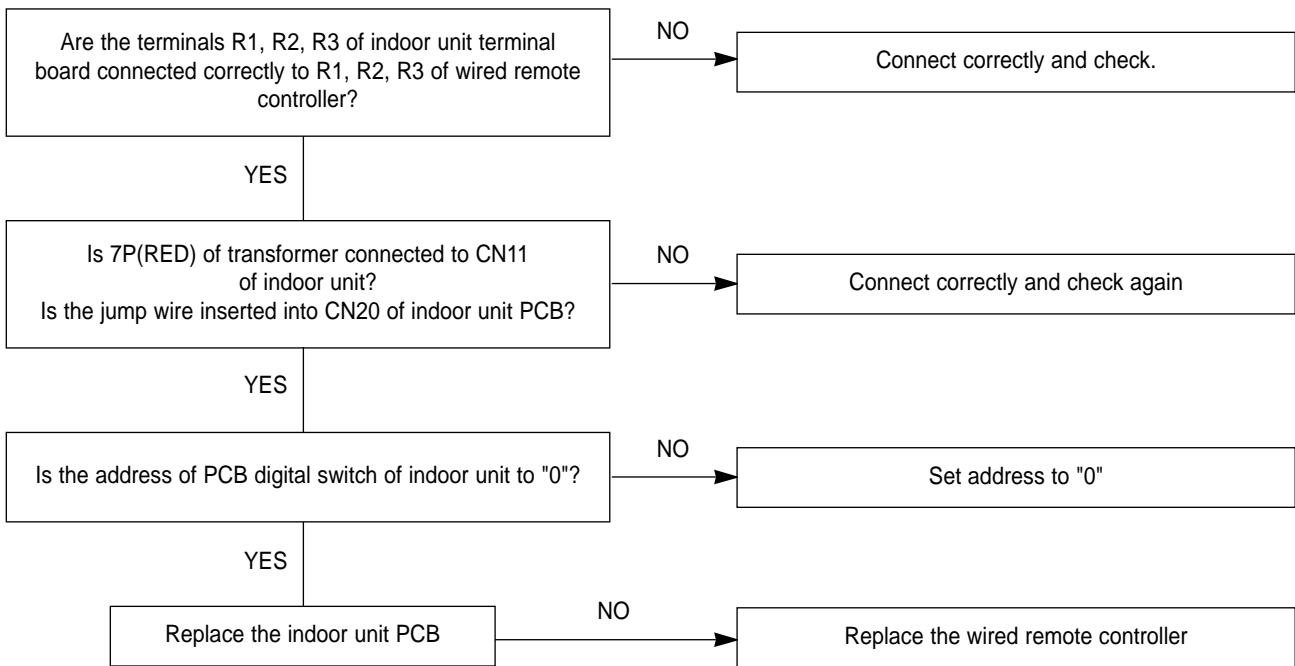 Are the terminals R1, R2, R3 of indoor unit terminal
board connected correctly to R1, R2, R3 of wired remote
controller?
NO
Connect correctly and check.
YES
Is 7P(RED) of transformer connected to CN11
of indoor unit?
Is the jump wire inserted into CN20 of indoor unit PCB?
NO
Connect correctly and check again
YES
Is the address of PCB digital switch of indoor unit to "0"?
NO
Set address to "0"
YES
Replace the indoor unit PCB
NO
Replace the wired remote controller